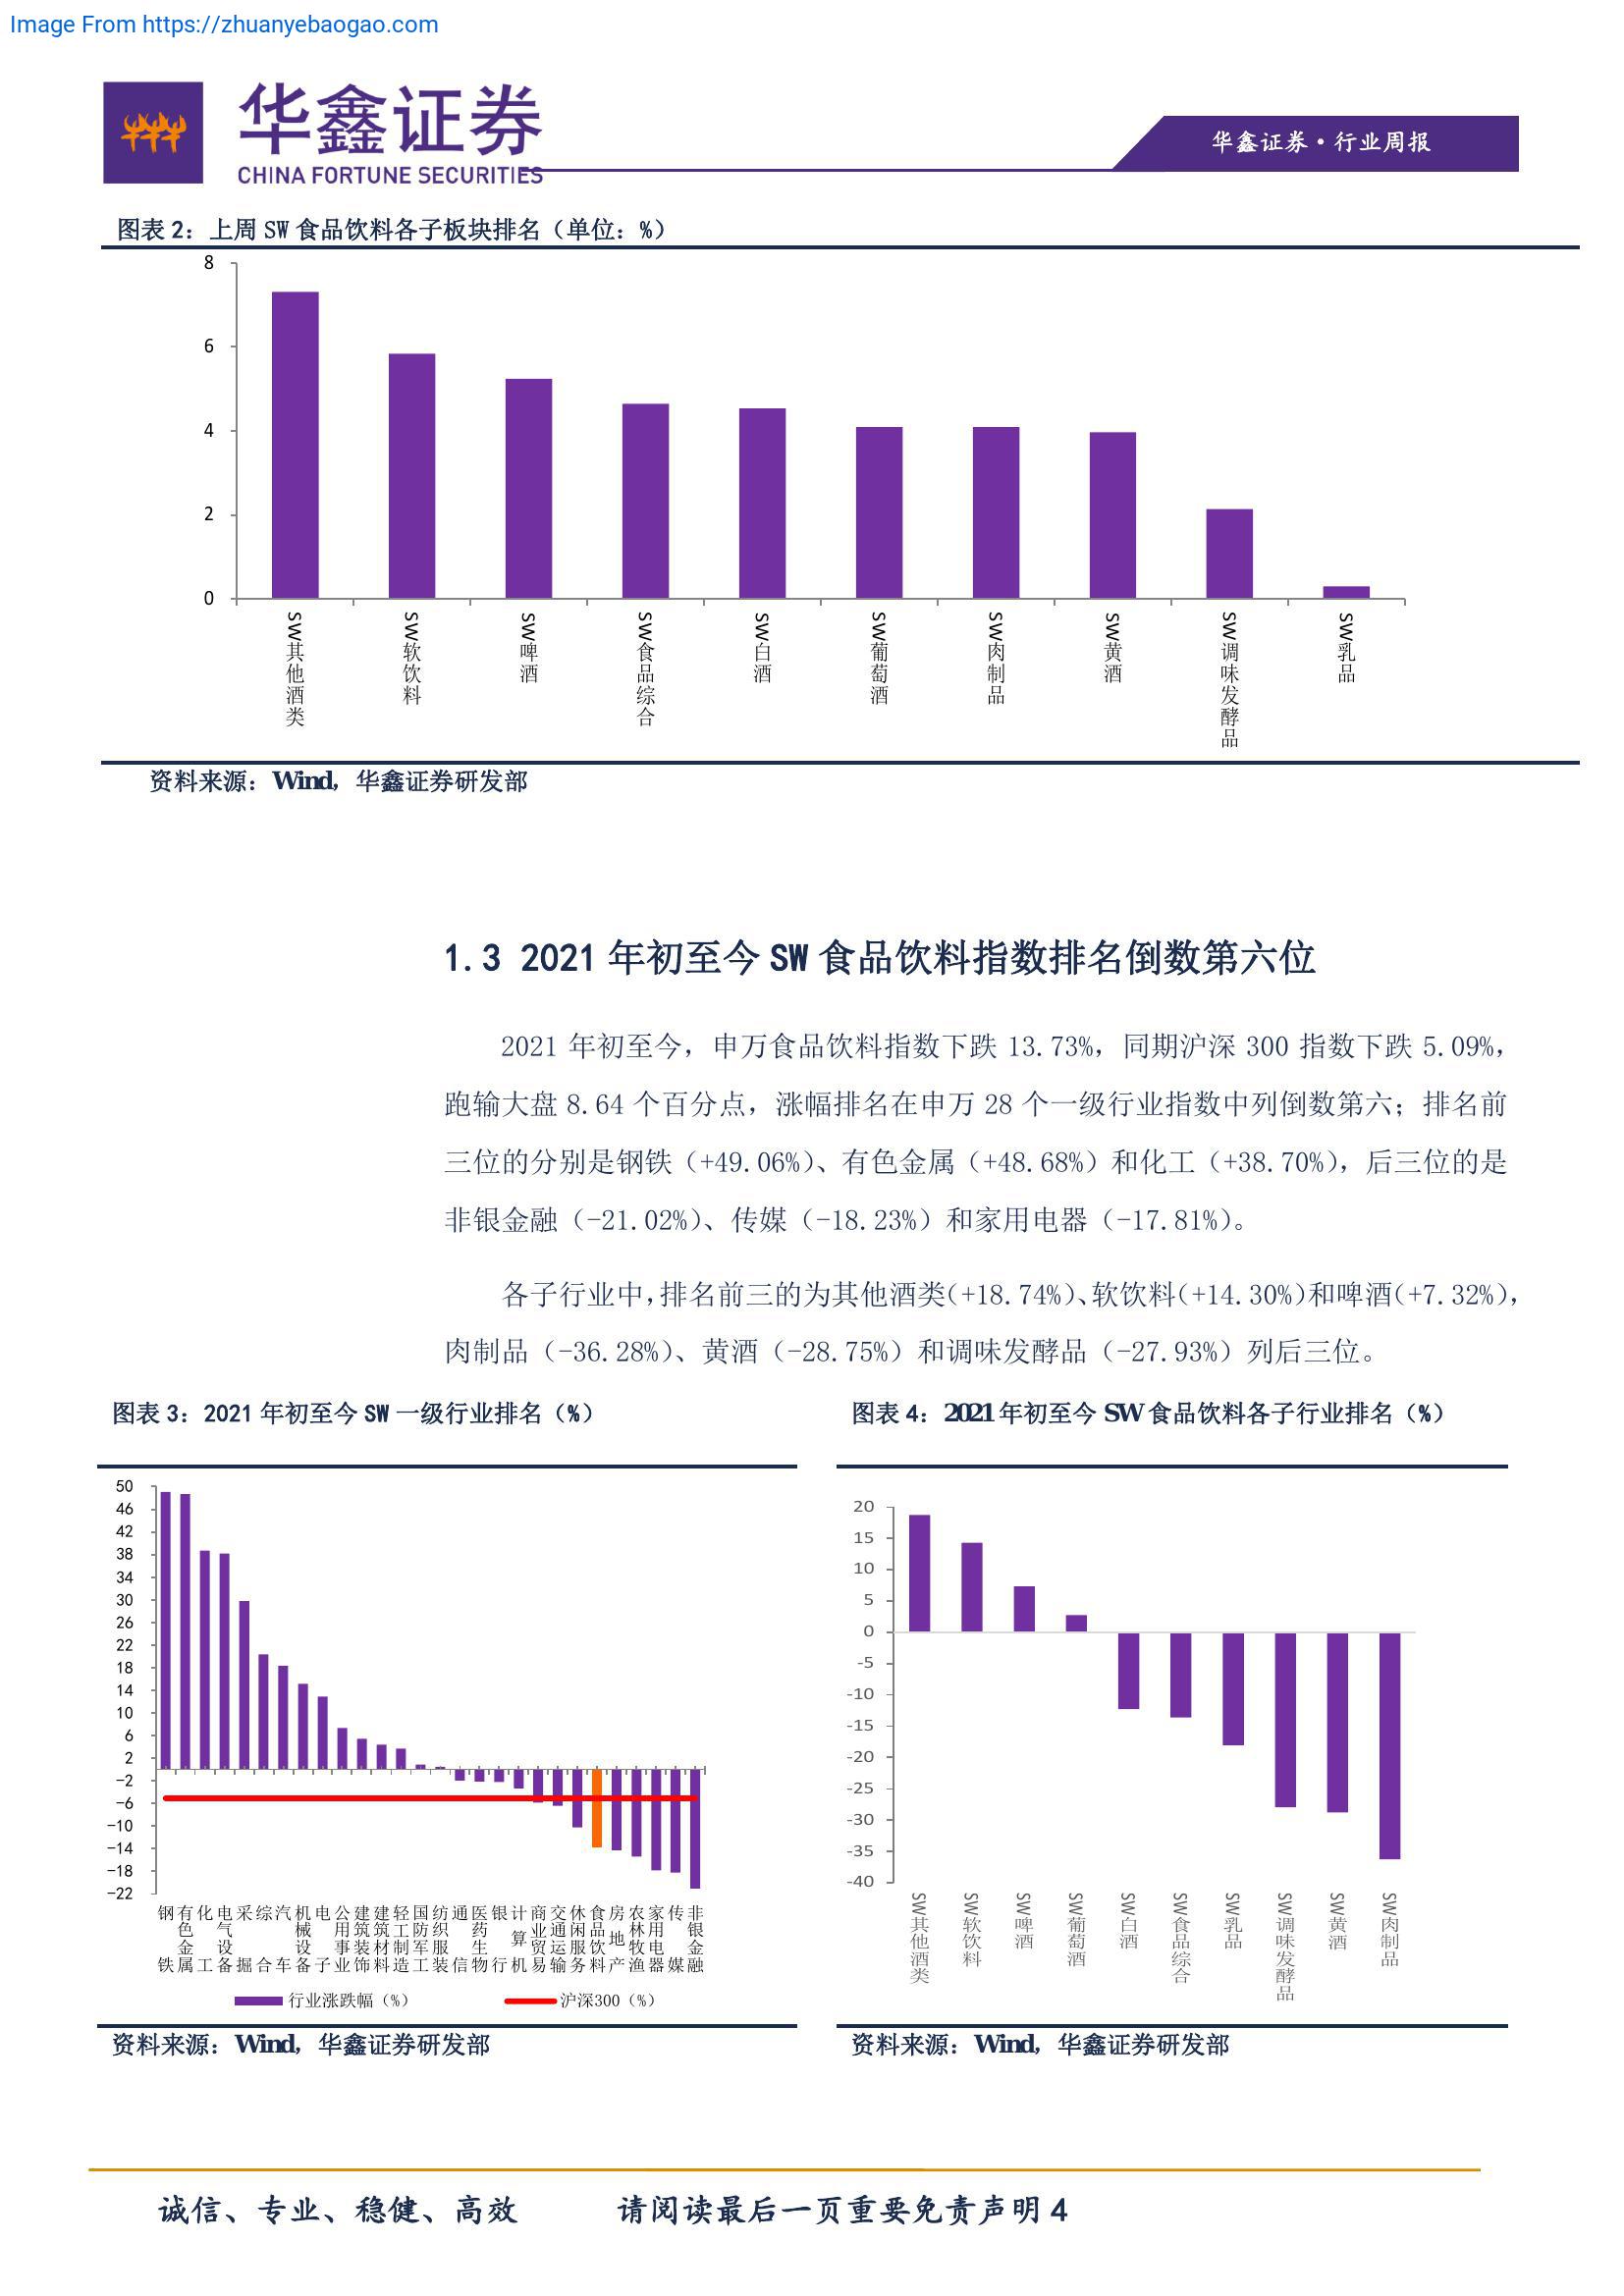 Image From https://zhuanyebaogao.com
华鑫证券
CHINA FORTUNE SECURITIES
华鑫证券·行业周报
图表 2：上周 SW 食品饮料各子板块排名（单位：%）
8
6
4
2
0
SW其他酒类
SW软饮料
SW啤酒
SW食品综合
SW白酒
SW葡萄酒
SW肉制品
SW黄酒
SW调味发酵品
SW乳品
资料来源：Wind，华鑫证券研发部
1.3 2021 年初至今 SW 食品饮料指数排名倒数第六位
2021 年初至今，申万食品饮料指数下跌 13.73%，同期沪深 300 指数下跌 5.09%，
跑输大盘 8.64 个百分点，涨幅排名在申万 28 个一级行业指数中列倒数第六；排名前
三位的分别是钢铁（+49.06%）、有色金属（+48.68%）和化工（+38.70%），后三位的是
非银金融（-21.02%）、传媒（-18.23%）和家用电器（-17.81%）。
各子行业中，排名前三的为其他酒类(+18.74%)、软饮料(+14.30%)和啤酒(+7.32%)，
肉制品（-36.28%）、黄酒（-28.75%）和调味发酵品（-27.93%）列后三位。
图表 3：2021 年初至今 SW 一级行业排名（%）
50
46
42
38
34
30
26
22
18
14
10
6
2
-2
-6
-10
-14
-18
-22
钢铁
有色金属
化工
电气设备
采掘
综合
汽车
机械设备
电子
公用事业
建筑装饰
建筑材料
轻工制造
国防军工
纺织服装
通信
医药生物
银行
计算机
商业贸易
交通运输
休闲服务
食品饮料
房地产
农林牧渔
家用电器
传媒
非银金融
行业涨跌幅（%）
沪深300（%）
资料来源：Wind，华鑫证券研发部
图表 4：2021 年初至今 SW 食品饮料各子行业排名（%）
20
15
10
5
0
-5
-10
-15
-20
-25
-30
-35
-40
SW其他酒类
SW软饮料
SW啤酒
SW葡萄酒
SW白酒
SW食品综合
SW乳品
SW调味发酵品
SW黄酒
SW肉制品
资料来源：Wind，华鑫证券研发部
诚信、专业、稳健、高效
请阅读最后一页重要免责声明 4